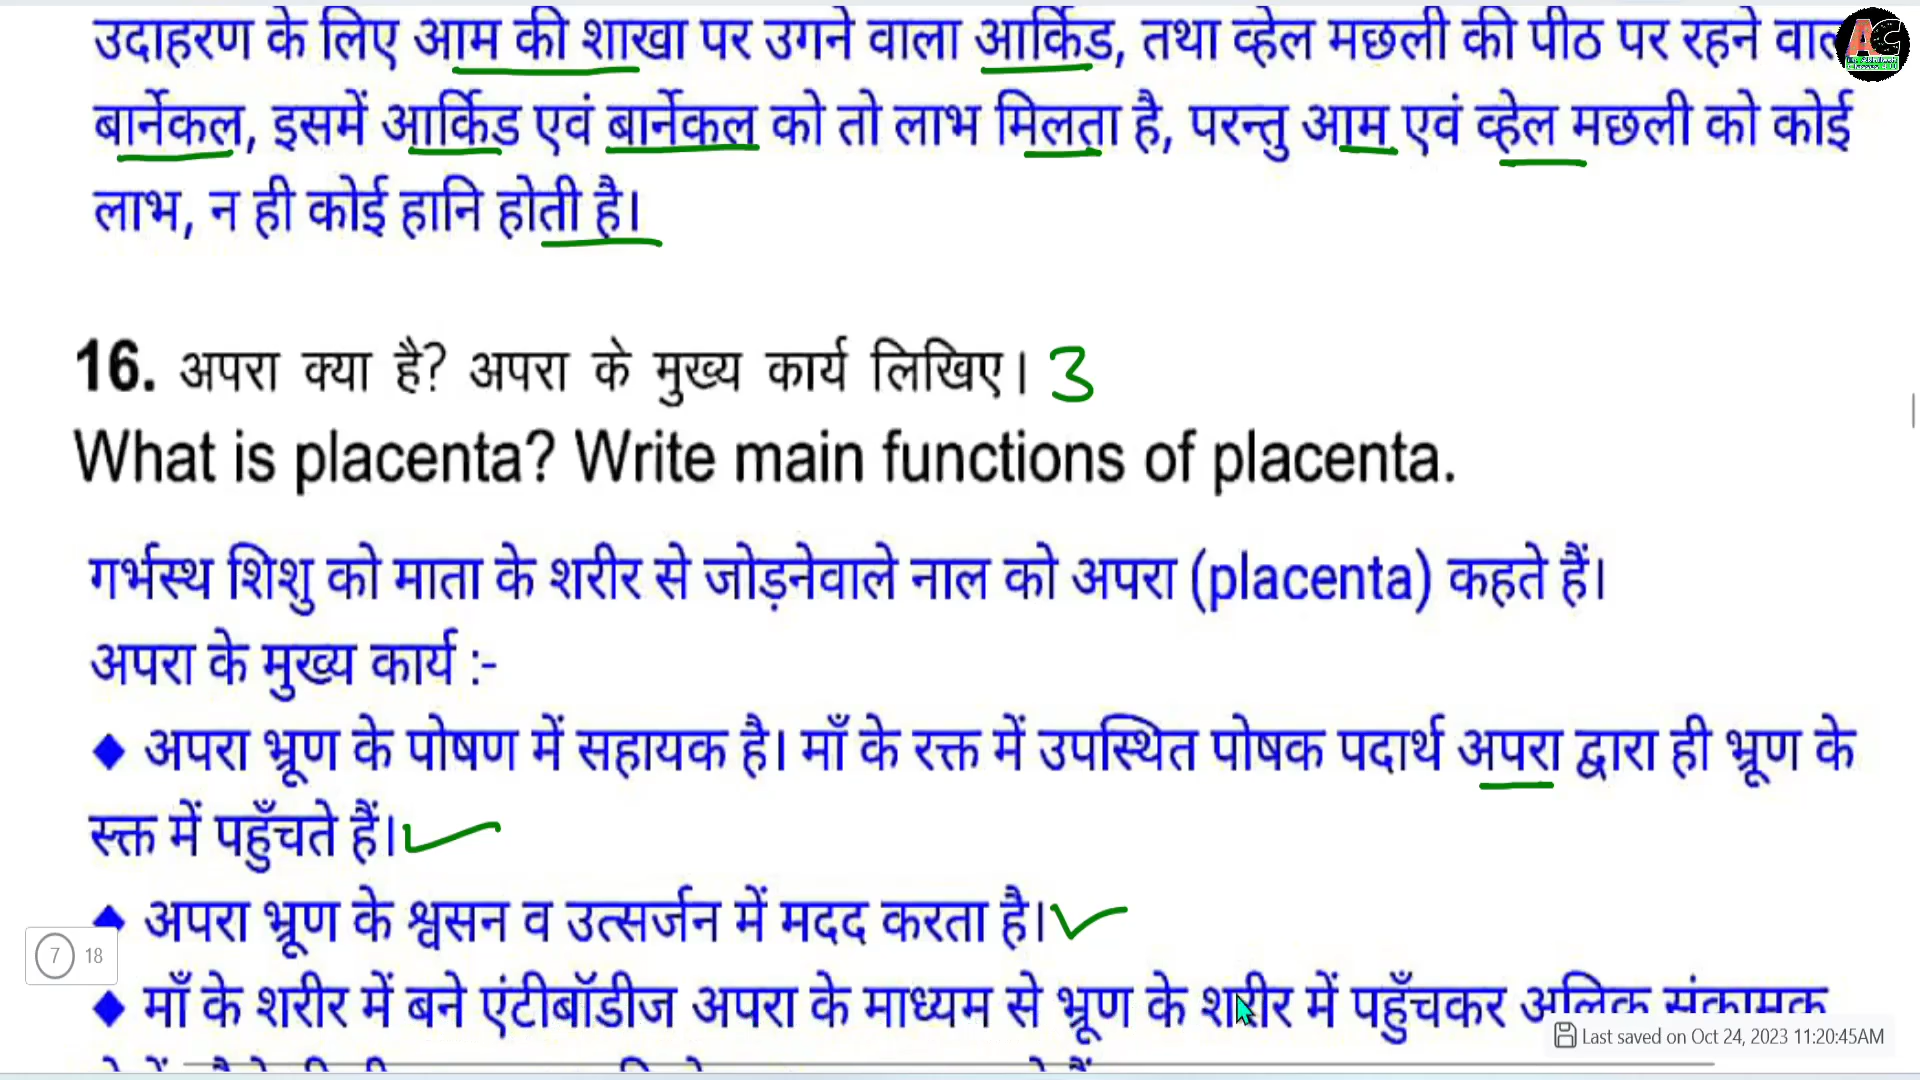 उदाहरण के लिए आम की शाखा पर उगने वाला आर्किड, तथा व्हेल मछली की पीठ पर रहने वाल
बार्नेकल, इसमें आर्किड एवं बार्नेकल को तो लाभ मिलता है, परन्तु आम एवं व्हेल मछली को कोई
लाभ, न ही कोई हानि होती है।
16. अपरा क्या है? अपरा के मुख्य कार्य लिखिए। 3
What is placenta? Write main functions of placenta.
गर्भस्थ शिशु को माता के शरीर से जोड़नेवाले नाल को अपरा (placenta) कहते हैं।
अपरा के मुख्य कार्य :-
◆ अपरा भ्रूण के पोषण में सहायक है। माँ के रक्त में उपस्थित पोषक पदार्थ अपरा द्वारा ही भ्रूण के
स्क्त में पहुँचते हैं।
◆ अपरा भ्रूण के श्वसन व उत्सर्जन में मदद करता है।
7 18
◆ माँ के शरीर में बने एंटीबॉडीज अपरा के माध्यम से भ्रूण के शरीर में पहुँचकर संकामक
Last saved on Oct 24, 2023 11:20:45AM
AC